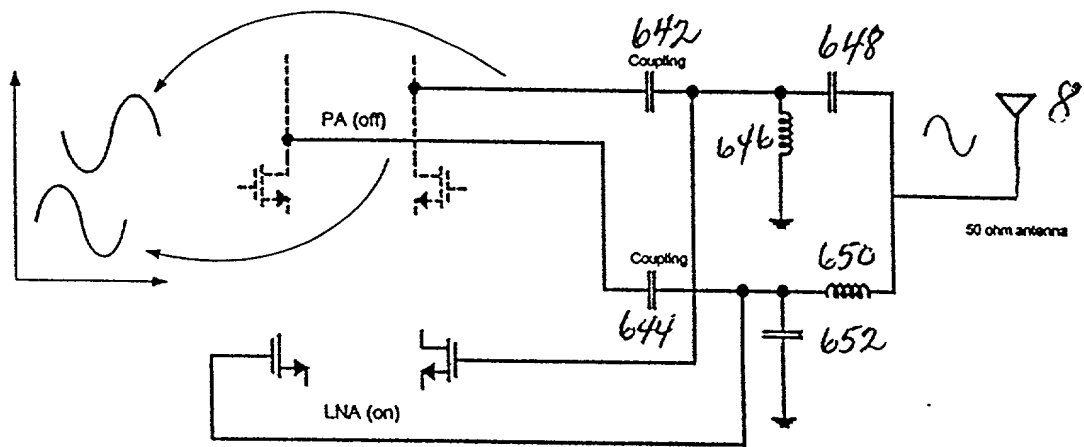 642
648
Coupling
8
PA (off)
646
50 ohm antenna
650
Coupling
644
652
LNA (on)